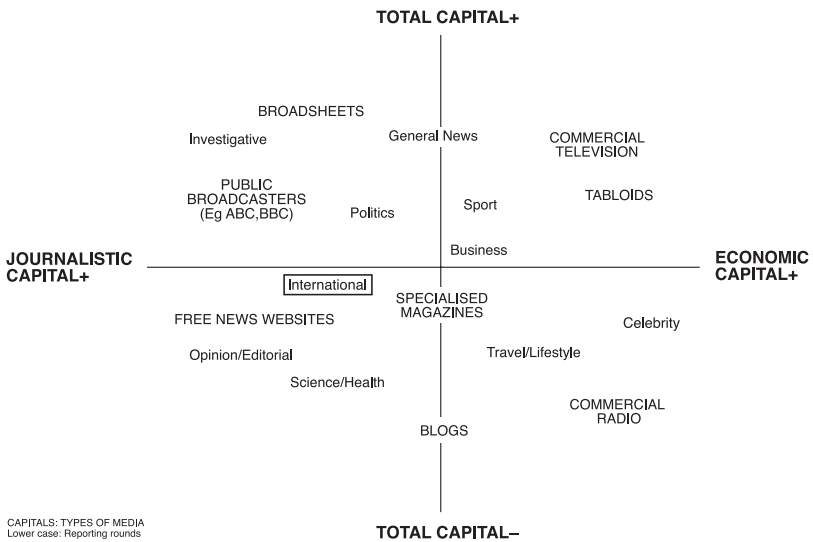 TOTAL CAPITAL+
BROADSHEETS
Investigative
General News
COMMERCIAL
TELEVISION
PUBLIC
BROADCASTERS
(Eg ABC,BBC)
Politics
Sport
TABLOIDS
Business
JOURNALISTIC
CAPITAL+
ECONOMIC
CAPITAL+
International
SPECIALISED
MAGAZINES
FREE NEWS WEBSITES
Celebrity
Opinion/Editorial
Travel/Lifestyle
Science/Health
COMMERCIAL
RADIO
BLOGS
CAPITALS: TYPES OF MEDIA
Lower case: Reporting rounds
TOTAL CAPITAL–